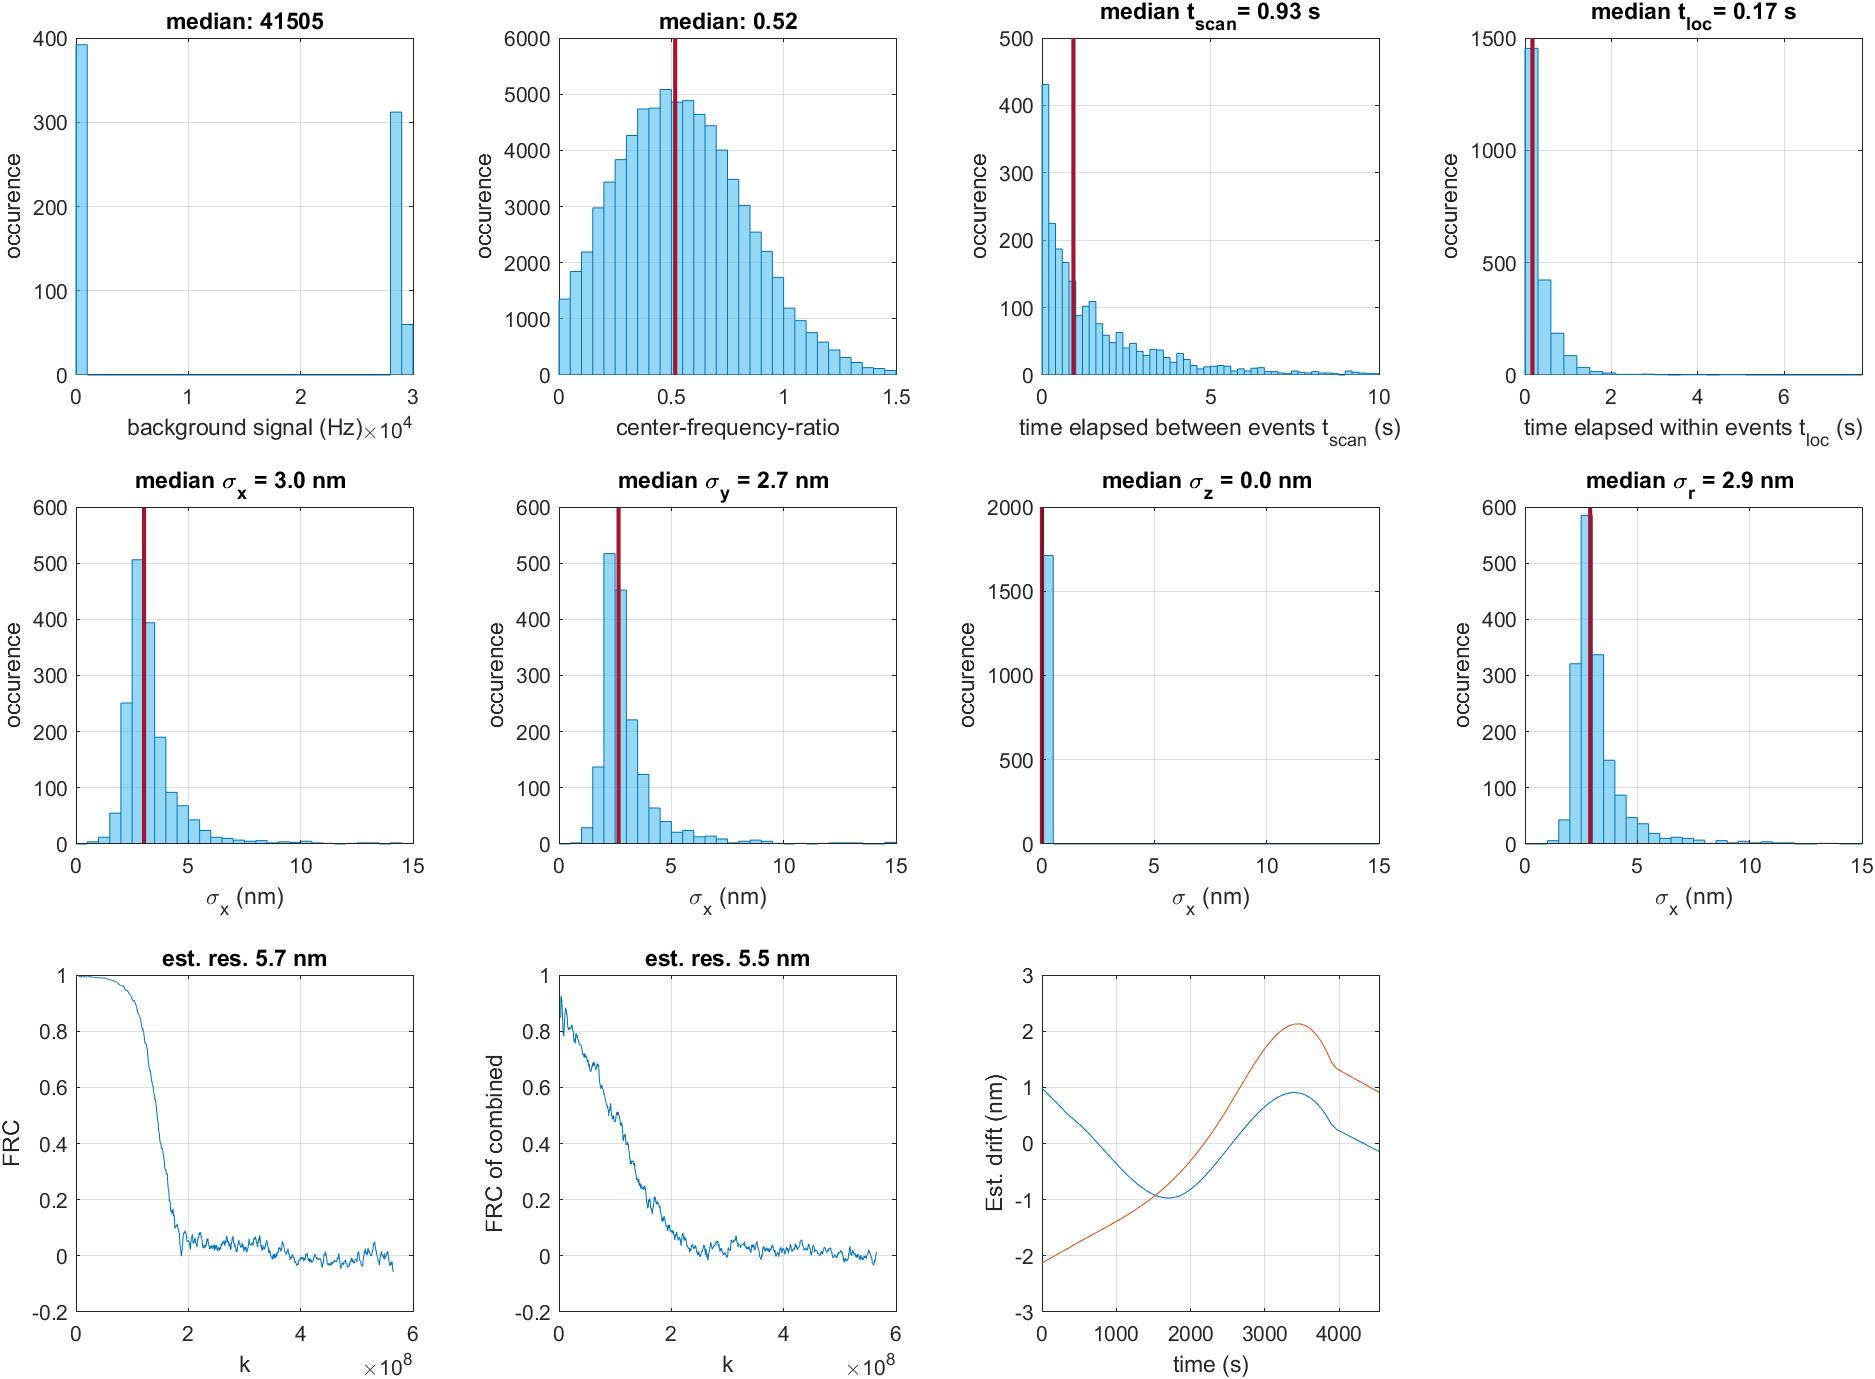 median: 41505
400
300
200
100
0
0 1 2 3
occurence
background signal (Hz)×10⁴
median: 0.52
6000
5000
4000
3000
2000
1000
0
0 0.5 1 1.5
occurence
center-frequency-ratio
median t_scan= 0.93 s
500
400
300
200
100
0
0 5 10
occurence
time elapsed between events t_scan (s)
median t_loc= 0.17 s
1500
1000
500
0
0 2 4 6
occurence
time elapsed within events t_loc (s)
median σ_x = 3.0 nm
600
500
400
300
200
100
0
0 5 10 15
occurence
σ_x (nm)
median σ_y = 2.7 nm
600
500
400
300
200
100
0
0 5 10 15
occurence
σ_x (nm)
median σ_z = 0.0 nm
2000
1500
1000
500
0
0 5 10 15
occurence
σ_x (nm)
median σ_r = 2.9 nm
600
500
400
300
200
100
0
0 5 10 15
occurence
σ_x (nm)
est. res. 5.7 nm
1
0.8
0.6
0.4
0.2
0
-0.2
0 2 4 6
FRC
k ×10⁸
est. res. 5.5 nm
1
0.8
0.6
0.4
0.2
0
-0.2
0 2 4 6
FRC of combined
k ×10⁸
3
2
1
0
-1
-2
-3
0 1000 2000 3000 4000
Est. drift (nm)
time (s)